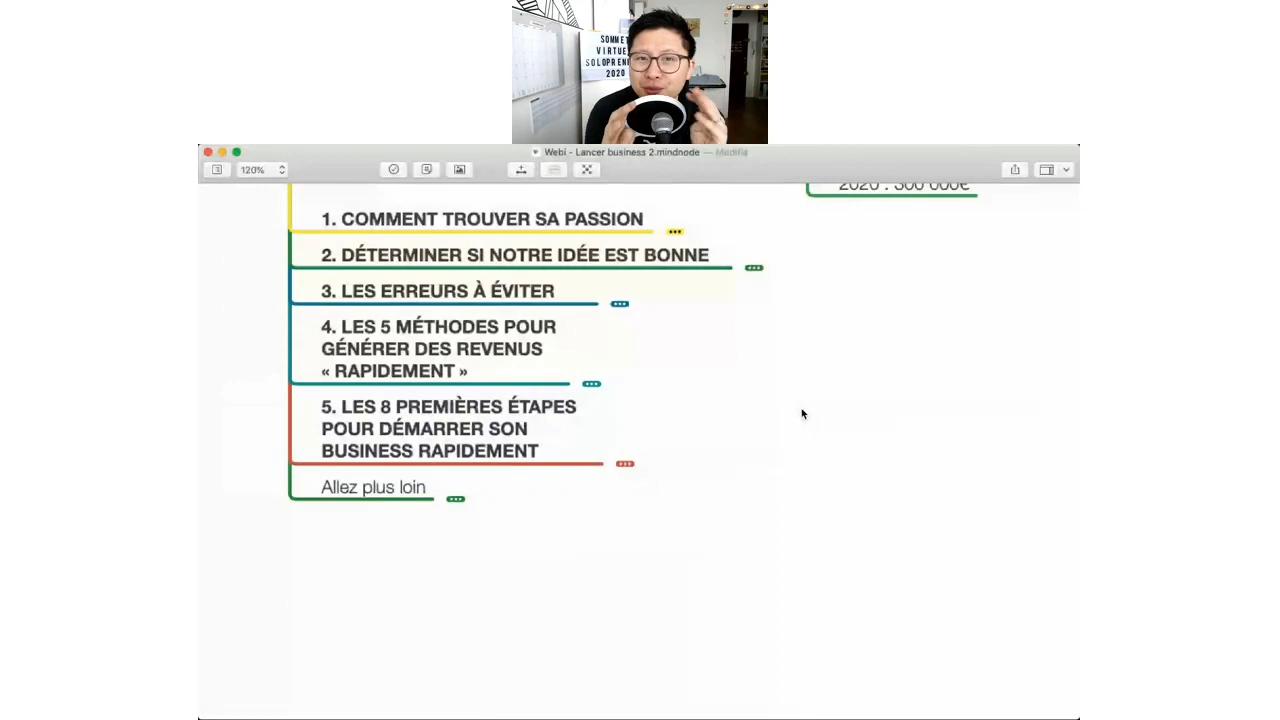 SOMMET
VIRTUEL
SOLOPREN
2020
Webi - Lancer business 2.mindnode — Modifié
120%
2020 : 300 000€
1. COMMENT TROUVER SA PASSION
2. DÉTERMINER SI NOTRE IDÉE EST BONNE
3. LES ERREURS À ÉVITER
4. LES 5 MÉTHODES POUR
GÉNÉRER DES REVENUS
« RAPIDEMENT »
5. LES 8 PREMIÈRES ÉTAPES
POUR DÉMARRER SON
BUSINESS RAPIDEMENT
Allez plus loin